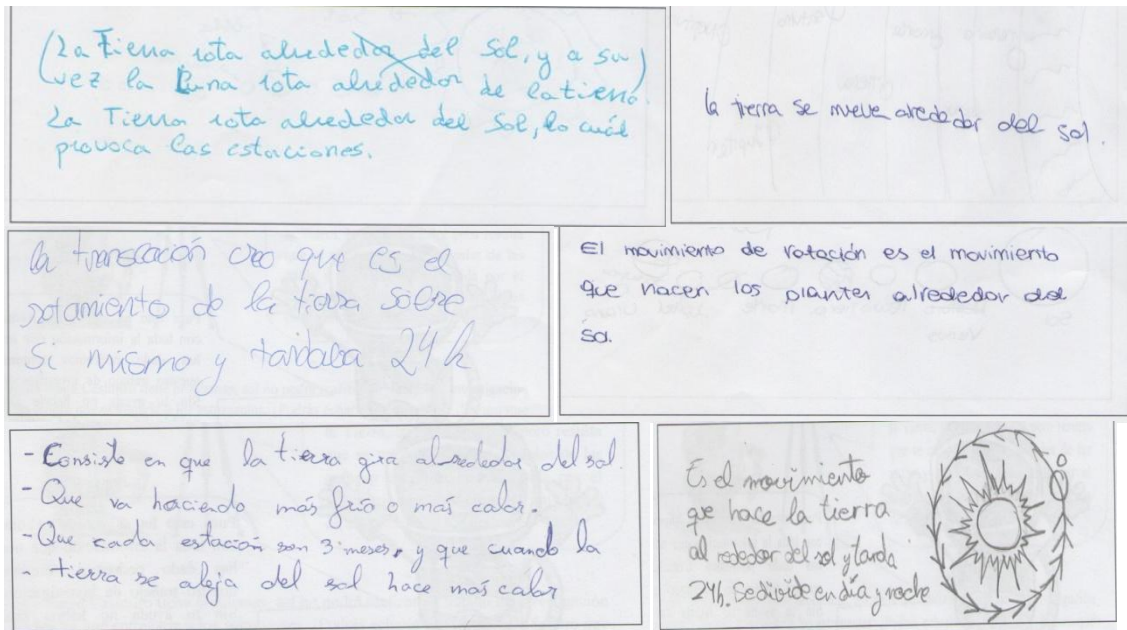 (La Tierra rota alrededor del Sol, y a su
vez la Luna rota alrededor de la tierra.)
La Tierra rota alrededor del Sol, lo cuál
provoca las estaciones.
la tierra se mueve alrededor del sol.
la translación creo que es el
rotamiento de la tierra sobre
si mismo y tardaba 24 h
El movimiento de rotación es el movimiento
que hacen los plantes alrededor del
sol.
- Consiste en que la tierra gira alrededor del sol.
- Que va haciendo más frío o más calor.
- Que cada estación son 3 meses, y que cuando la
- tierra se aleja del sol hace más calor
Es el movimiento
que hace la tierra
al rededor del sol y tarda
24h. Se divide en día y noche